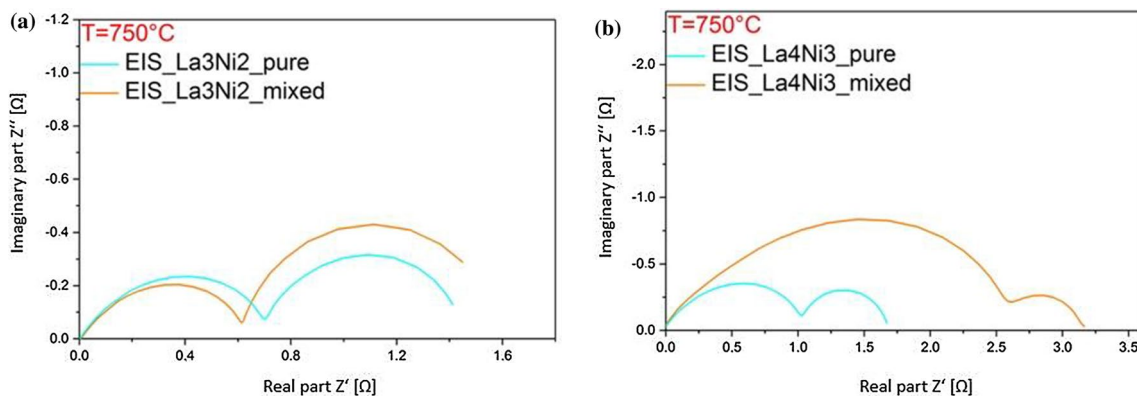 (a)
T=750°C
EIS_La3Ni2_pure
EIS_La3Ni2_mixed
Imaginary part Z′′ [Ω]
-1.2
-1.0
-0.8
-0.6
-0.4
-0.2
0.0
0.0 0.4 0.8 1.2 1.6
Real part Z′ [Ω]
(b)
T=750°C
EIS_La4Ni3_pure
EIS_La4Ni3_mixed
Imaginary part Z′′ [Ω]
-2.0
-1.5
-1.0
-0.5
0.0
0.0 0.5 1.0 1.5 2.0 2.5 3.0 3.5
Real part Z′ [Ω]